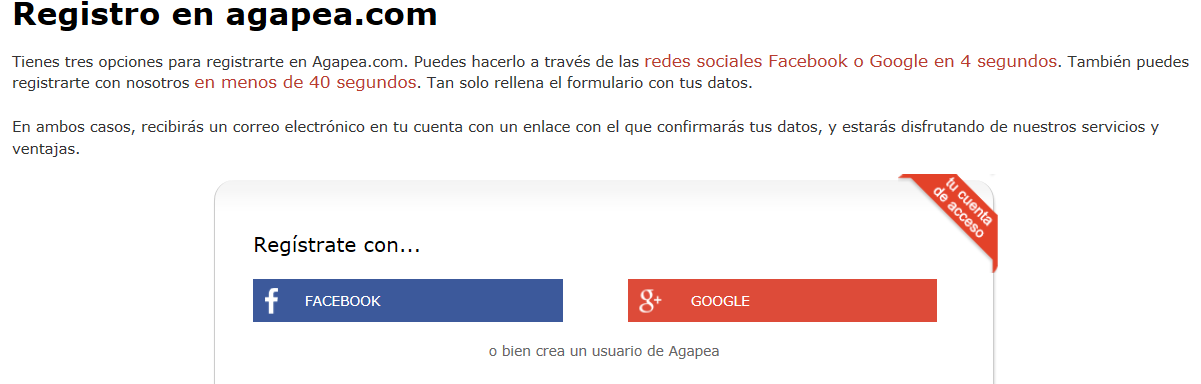 Registro en agapea.com
Tienes tres opciones para registrarte en Agapea.com. Puedes hacerlo a través de las redes sociales Facebook o Google en 4 segundos. También puedes
registrarte con nosotros en menos de 40 segundos. Tan solo rellena el formulario con tus datos.
En ambos casos, recibirás un correo electrónico en tu cuenta con un enlace con el que confirmarás tus datos, y estarás disfrutando de nuestros servicios y
ventajas.
tu cuenta
de acceso
Regístrate con...
f FACEBOOK
g+ GOOGLE
o bien crea un usuario de Agapea